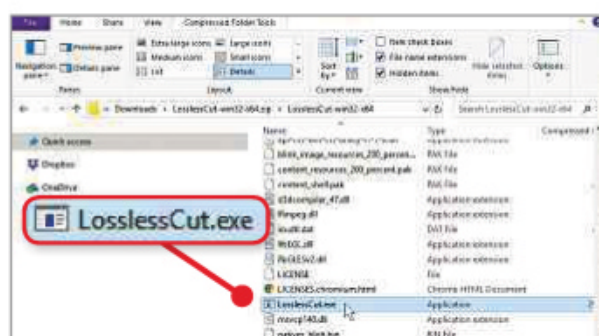 File Home Share View Compressed Folder Tools
Preview pane
Navigation pane Details pane
Extra large icons Large icons
Medium icons Small icons
List Details
Sort by
Item check boxes
File name extensions
Hidden items
Hide selected items
Options
Panes Layout Current view Show/hide
Downloads LosslessCut-win32-x64.zip LosslessCut-win32-x64
Search LosslessCut-win32-x64
Name Type Compressed
Quick access
blink_image_resources_200_percent... PAK File
Dropbox
content_resources_200_percent.pak PAK File
content_shell.pak PAK File
OneDrive
d3dcompiler_47.dll Application extension
LosslessCut.exe
ffmpeg.dll Application extension
icudtl.dat DAT File
libEGL.dll Application extension
libGLESv2.dll Application extension
LICENSE File
LICENSES.chromium.html Chrome HTML Document
LosslessCut.exe Application
msvcp140.dll Application extension
natives_blob.bin BIN File